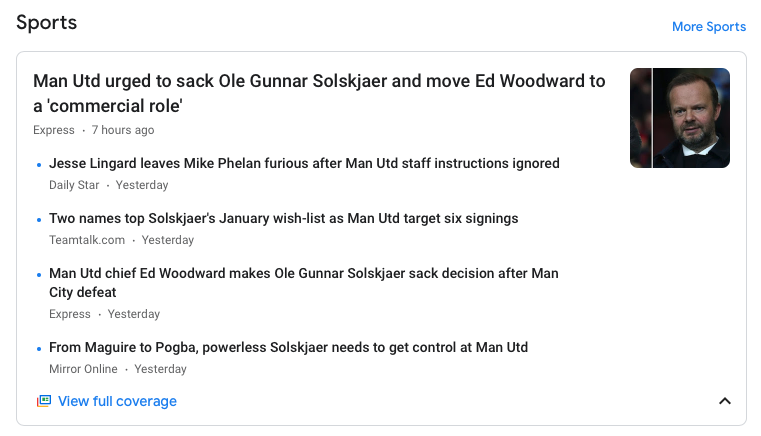 Sports
More Sports
Man Utd urged to sack Ole Gunnar Solskjaer and move Ed Woodward to
a 'commercial role'
Express · 7 hours ago
Jesse Lingard leaves Mike Phelan furious after Man Utd staff instructions ignored
Daily Star · Yesterday
Two names top Solskjaer's January wish-list as Man Utd target six signings
Teamtalk.com · Yesterday
Man Utd chief Ed Woodward makes Ole Gunnar Solskjaer sack decision after Man
City defeat
Express · Yesterday
From Maguire to Pogba, powerless Solskjaer needs to get control at Man Utd
Mirror Online · Yesterday
View full coverage